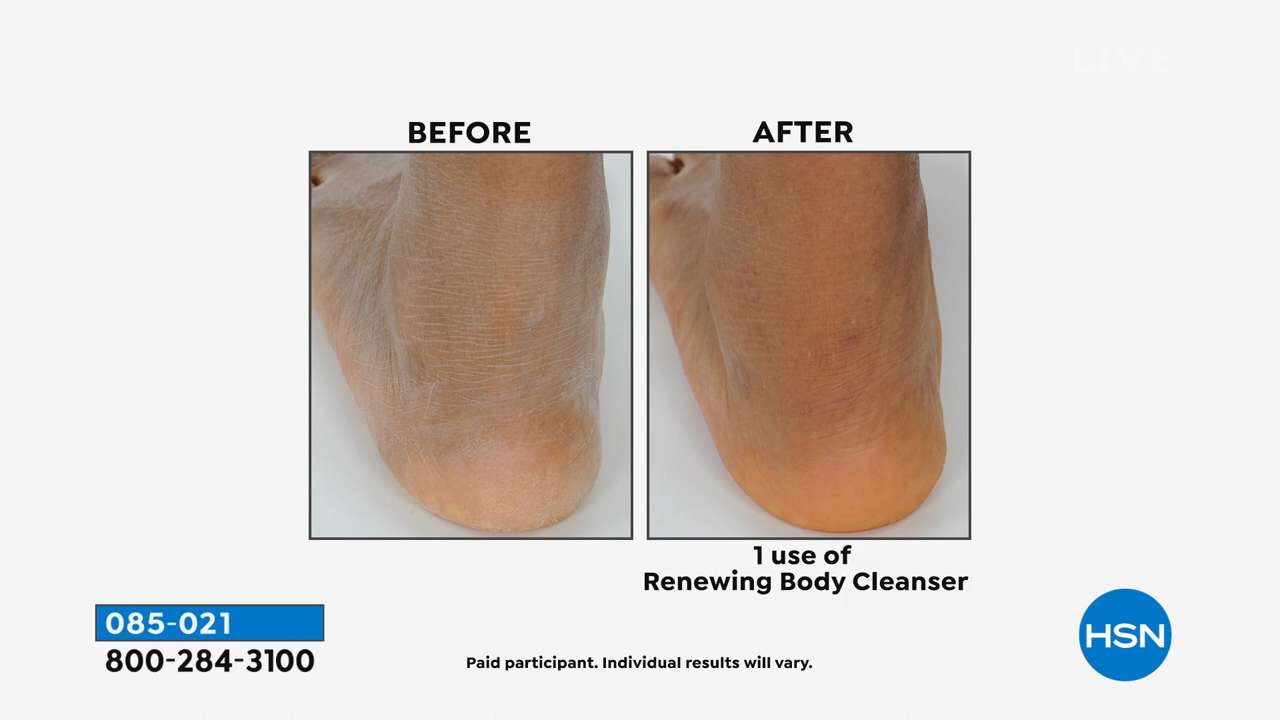 LIVE
BEFORE
AFTER
1 use of
Renewing Body Cleanser
085-021
800-284-3100
Paid participant. Individual results will vary.
HSN